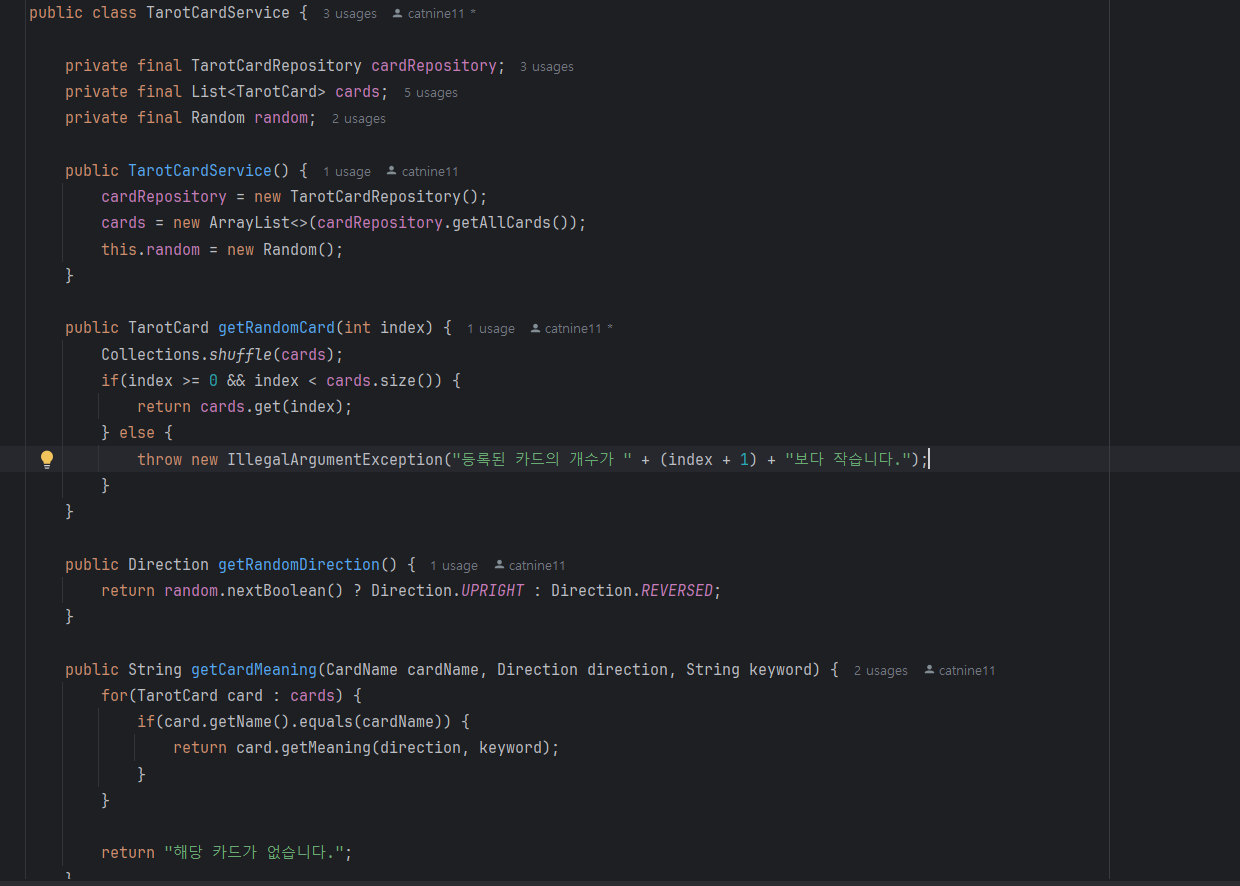 public class TarotCardService {  3 usages  catnine11 *
private final TarotCardRepository cardRepository;  3 usages
private final List<TarotCard> cards;  5 usages
private final Random random;  2 usages
public TarotCardService() {  1 usage  catnine11
cardRepository = new TarotCardRepository();
cards = new ArrayList<>(cardRepository.getAllCards());
this.random = new Random();
}
public TarotCard getRandomCard(int index) {  1 usage  catnine11 *
Collections.shuffle(cards);
if(index >= 0 && index < cards.size()) {
return cards.get(index);
} else {
throw new IllegalArgumentException("등록된 카드의 개수가 " + (index + 1) + "보다 작습니다.");
}
}
public Direction getRandomDirection() {  1 usage  catnine11
return random.nextBoolean() ? Direction.UPRIGHT : Direction.REVERSED;
}
public String getCardMeaning(CardName cardName, Direction direction, String keyword) {  2 usages  catnine11
for(TarotCard card : cards) {
if(card.getName().equals(cardName)) {
return card.getMeaning(direction, keyword);
}
}
return "해당 카드가 없습니다.";
}